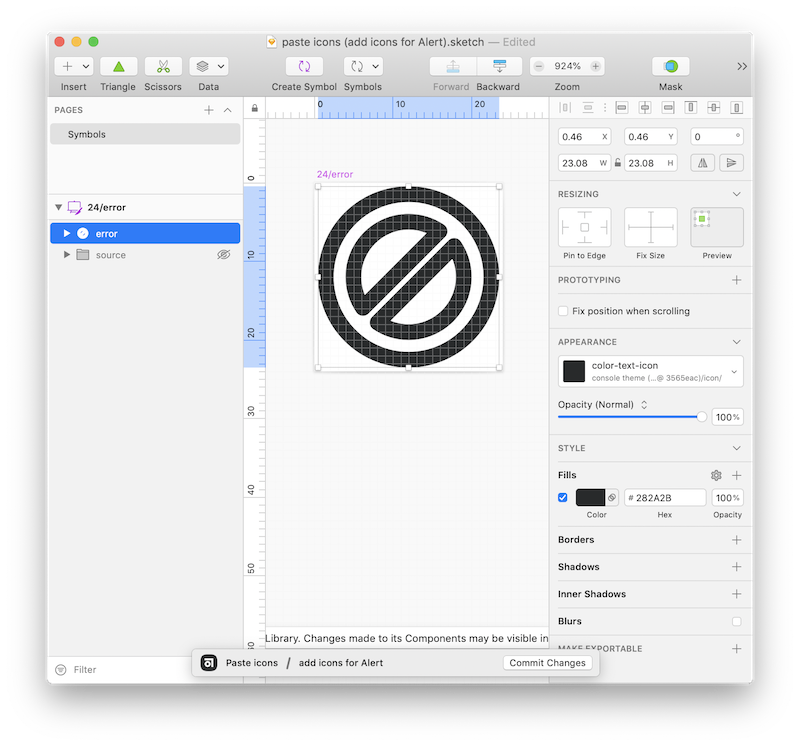 paste icons (add icons for Alert).sketch — Edited
Insert
Triangle
Scissors
Data
Create Symbol
Symbols
Forward
Backward
924%
Zoom
Mask
PAGES
Symbols
24/error
error
source
Filter
0
10
20
0
10
20
30
40
50
60
24/error
Library. Changes made to its Components may be visible in
Paste icons / add icons for Alert
Commit Changes
0.46 X
0.46 Y
0 °
23.08 W
23.08 H
RESIZING
Pin to Edge
Fix Size
Preview
PROTOTYPING
Fix position when scrolling
APPEARANCE
color-text-icon
console theme (...@ 3565eac)/icon/
Opacity (Normal)
100%
STYLE
Fills
# 282A2B
100%
Color
Hex
Opacity
Borders
Shadows
Inner Shadows
Blurs
MAKE EXPORTABLE